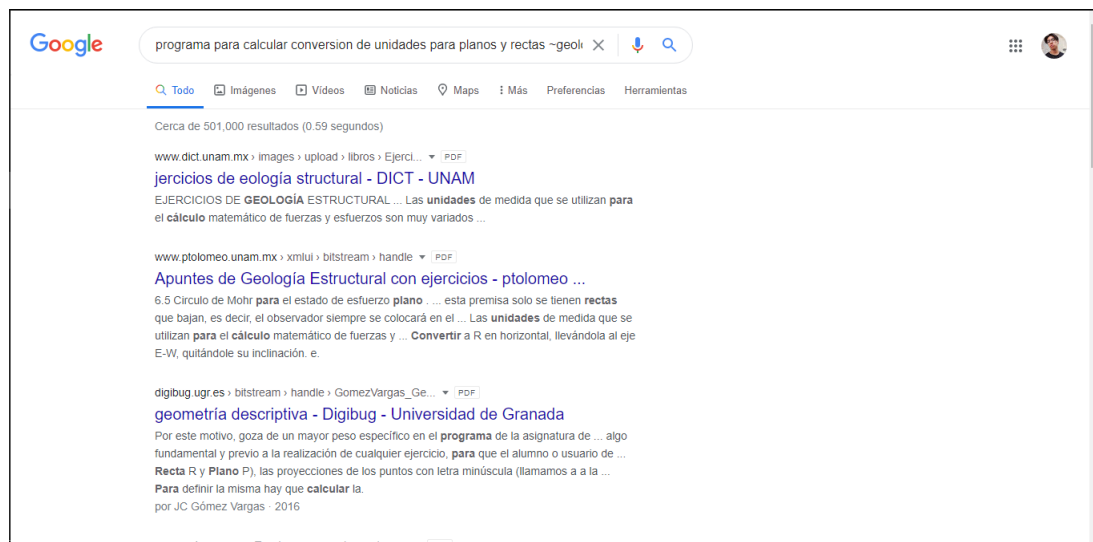 Google
programa para calcular conversion de unidades para planos y rectas ~geol
Todo Imágenes Vídeos Noticias Maps Más Preferencias Herramientas
Cerca de 501,000 resultados (0.59 segundos)
www.dict.unam.mx › images › upload › libros › Ejerci... PDF
jercicios de eología structural - DICT - UNAM
EJERCICIOS DE GEOLOGÍA ESTRUCTURAL ... Las unidades de medida que se utilizan para
el cálculo matemático de fuerzas y esfuerzos son muy variados ...
www.ptolomeo.unam.mx › xmlui › bitstream › handle PDF
Apuntes de Geología Estructural con ejercicios - ptolomeo ...
6.5 Circulo de Mohr para el estado de esfuerzo plano . ... esta premisa solo se tienen rectas
que bajan, es decir, el observador siempre se colocará en el ... Las unidades de medida que se
utilizan para el cálculo matemático de fuerzas y ... Convertir a R en horizontal, llevándola al eje
E-W, quitándole su inclinación. e.
digibug.ugr.es › bitstream › handle › GomezVargas_Ge... PDF
geometría descriptiva - Digibug - Universidad de Granada
Por este motivo, goza de un mayor peso específico en el programa de la asignatura de ... algo
fundamental y previo a la realización de cualquier ejercicio, para que el alumno o usuario de ...
Recta R y Plano P), las proyecciones de los puntos con letra minúscula (llamamos a a la ...
Para definir la misma hay que calcular la.
por JC Gómez Vargas · 2016